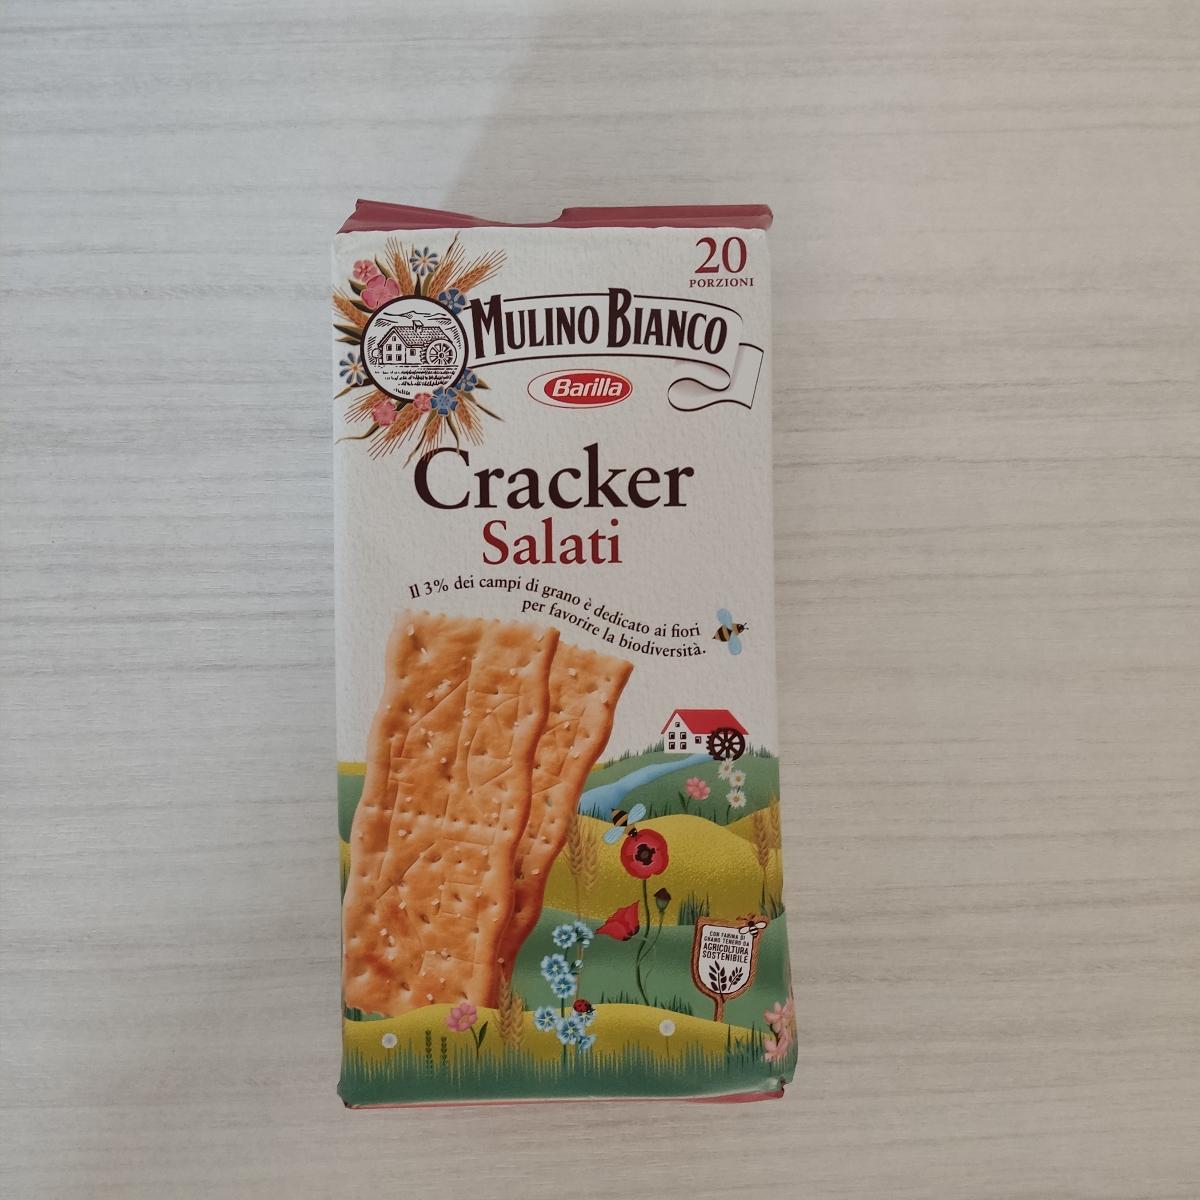 20
PORZIONI
MULINO BIANCO
Barilla
Cracker
Salati
Il 3% dei campi di grano è dedicato ai fiori
per favorire la biodiversità.
CON FARINA DI
GRANO TENERO DA
AGRICOLTURA
SOSTENIBILE